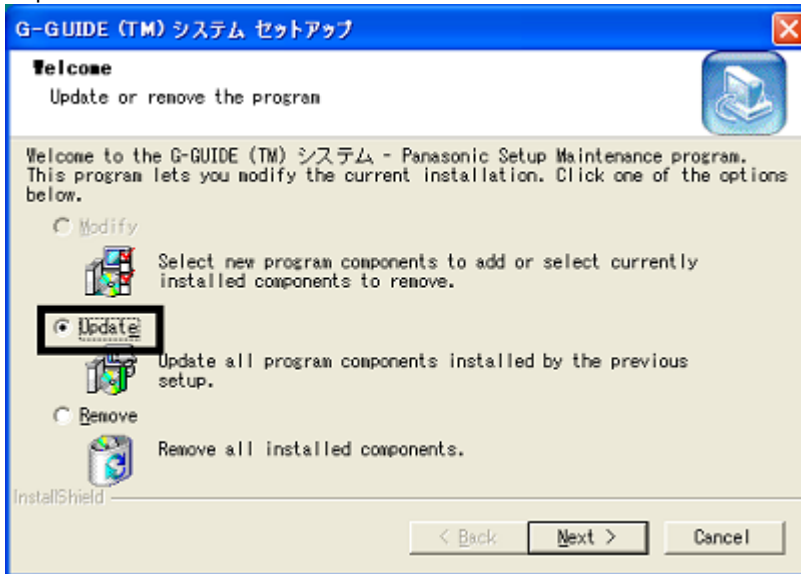 G-GUIDE (TM) システム セットアップ
Welcome
Update or remove the program
Welcome to the G-GUIDE (TM) システム - Panasonic Setup Maintenance program.
This program lets you modify the current installation. Click one of the options
below.
Modify
Select new program components to add or select currently
installed components to remove.
Update
Update all program components installed by the previous
setup.
Remove
Remove all installed components.
InstallShield
< Back
Next >
Cancel